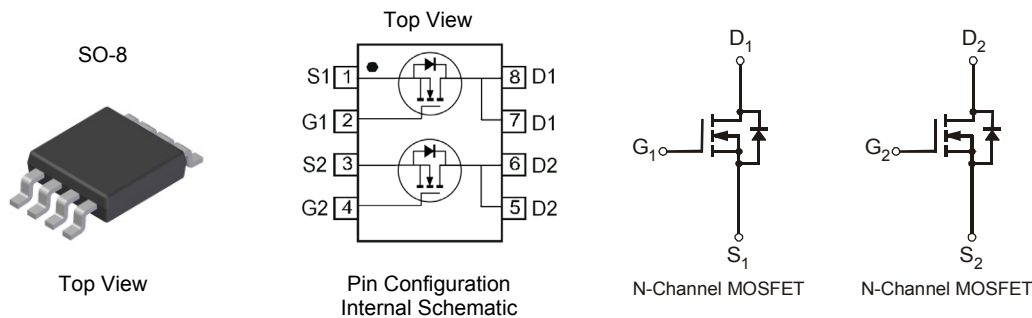 SO-8
Top View
Top View
S1 1 8 D1
G1 2 7 D1
S2 3 6 D2
G2 4 5 D2
Pin Configuration
Internal Schematic
D1
G1
S1
N-Channel MOSFET
D2
G2
S2
N-Channel MOSFET